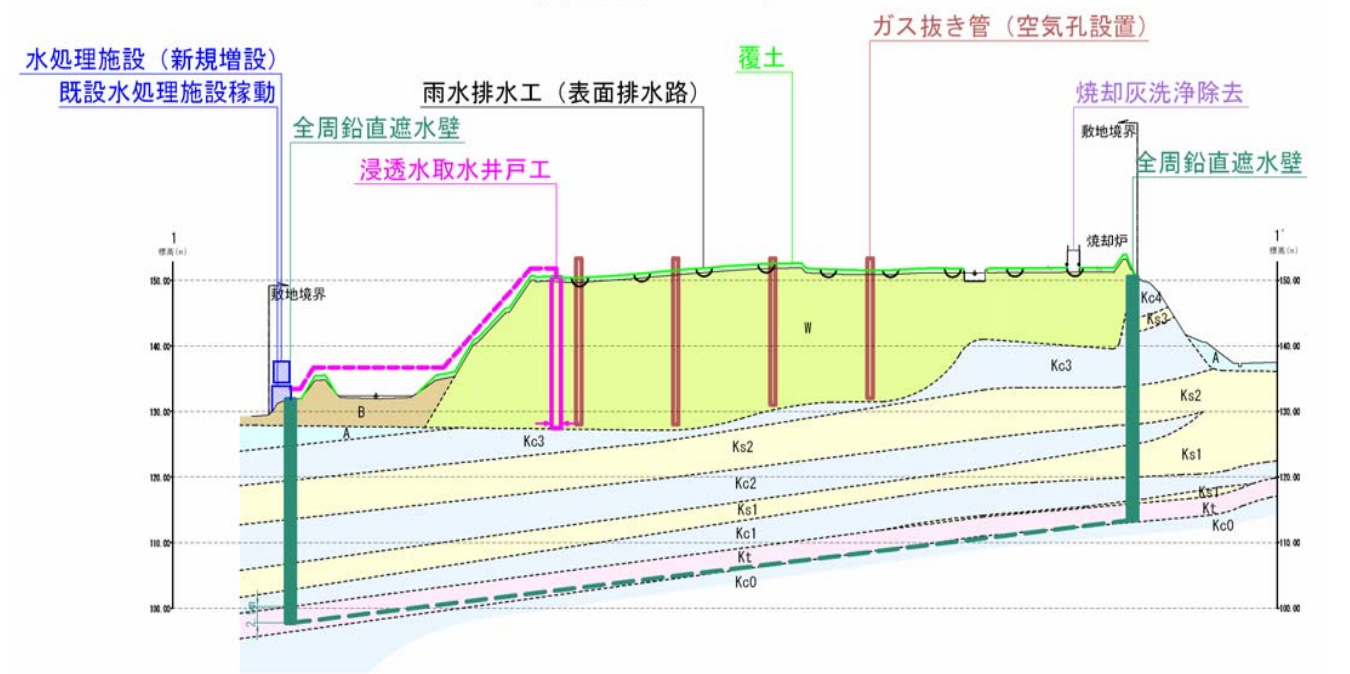 ガス抜き管（空気孔設置）
水処理施設（新規増設）
覆土
既設水処理施設稼動
雨水排水工（表面排水路）
焼却灰洗浄除去
全周鉛直遮水壁
敷地境界
浸透水取水井戸工
全周鉛直遮水壁
1
標高(m)
焼却炉
1'
標高(m)
150.00
150.00
敷地境界
Kc4
Ks3
W
140.00
140.00
Kc3
A
Ks2
130.00
130.00
B
A
Kc3
Ks2
Ks1
120.00
120.00
Kc2
Ks1
Ks1
Kt
Kc1
Kc0
110.00
110.00
Kt
Kc0
100.00
100.00